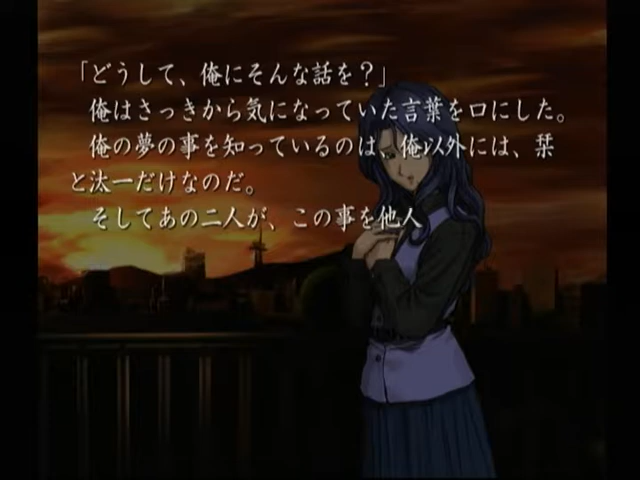 「どうして、俺にそんな話を？」
俺はさっきから気になっていた言葉を口にした。
俺の夢の事を知っているのは、俺以外には、栞
と汰一だけなのだ。
そしてあの二人が、この事を他人